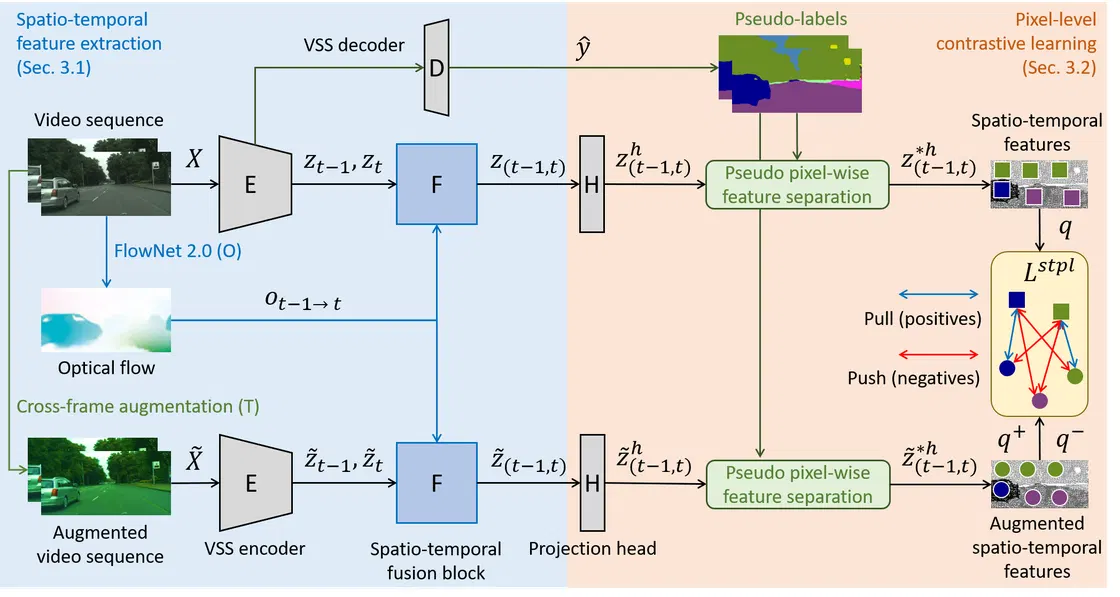 Spatio-temporal
feature extraction
(Sec. 3.1)
VSS decoder
D
ŷ
Pseudo-labels
Pixel-level
contrastive learning
(Sec. 3.2)
Video sequence
X
E
z_{t−1}, z_t
F
z_{(t−1,t)}
H
z^{h}_{(t−1,t)}
Pseudo pixel-wise
feature separation
z^{*h}_{(t−1,t)}
Spatio-temporal
features
q
FlowNet 2.0 (O)
o_{t−1→t}
Optical flow
L^{stpl}
Pull (positives)
Push (negatives)
Cross-frame augmentation (T)
X̃
E
z̃_{t−1}, z̃_t
F
z̃_{(t−1,t)}
H
z̃^{h}_{(t−1,t)}
Pseudo pixel-wise
feature separation
z̃^{*h}_{(t−1,t)}
q⁺ q⁻
Augmented
video sequence
VSS encoder
Spatio-temporal
fusion block
Projection head
Augmented
spatio-temporal
features